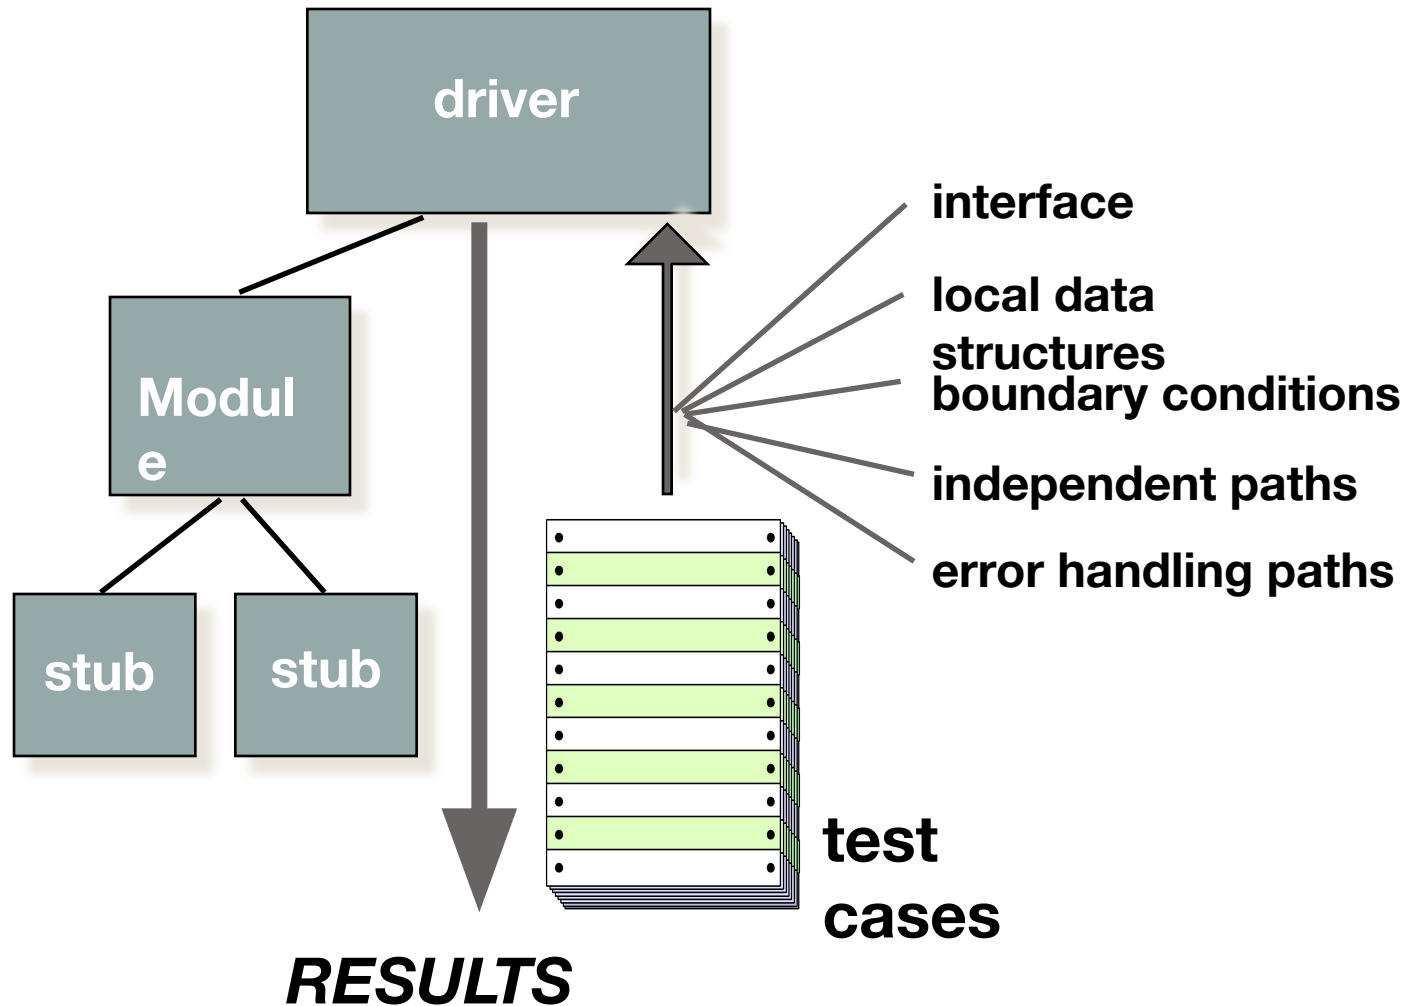 driver
interface
local data
structures
boundary conditions
independent paths
error handling paths
Modul
e
stub
stub
test
cases
RESULTS